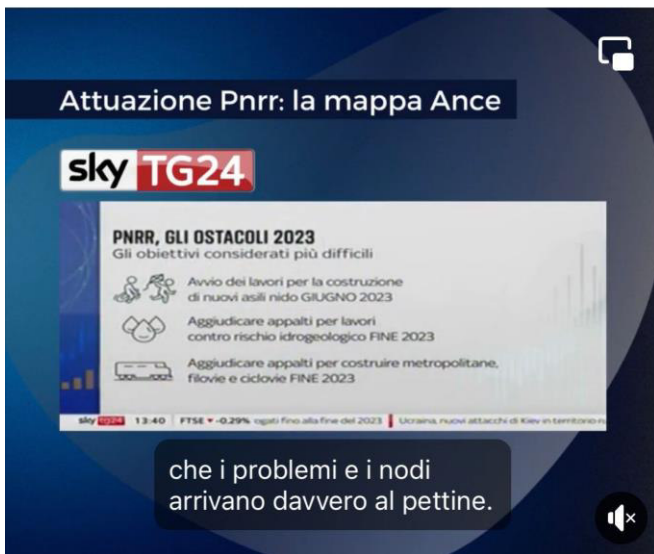 Attuazione Pnrr: la mappa Ance
sky TG24
PNRR, GLI OSTACOLI 2023
Gli obiettivi considerati più difficili
Avvio dei lavori per la costruzione
di nuovi asili nido GIUGNO 2023
Aggiudicare appalti per lavori
contro rischio idrogeologico FINE 2023
Aggiudicare appalti per costruire metropolitane,
filovie e ciclovie FINE 2023
sky tg24 13:40 FTSE ▼ -0.29% ogati fino alla fine del 2023 Ucraina, nuovi attacchi di Kiev in territorio
che i problemi e i nodi
arrivano davvero al pettine.